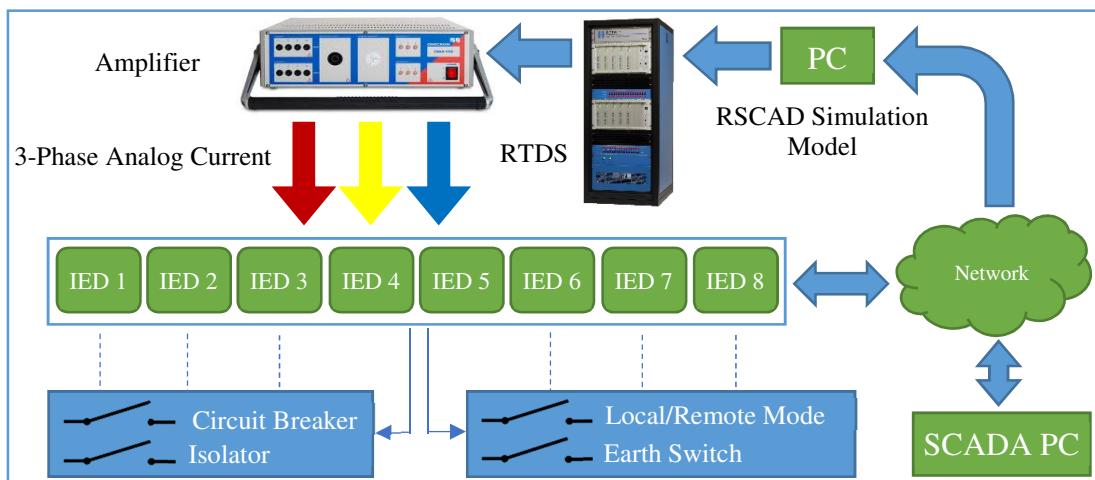 Amplifier
PC
RSCAD Simulation
Model
3-Phase Analog Current
RTDS
IED 1
IED 2
IED 3
IED 4
IED 5
IED 6
IED 7
IED 8
Network
Circuit Breaker
Isolator
Local/Remote Mode
Earth Switch
SCADA PC